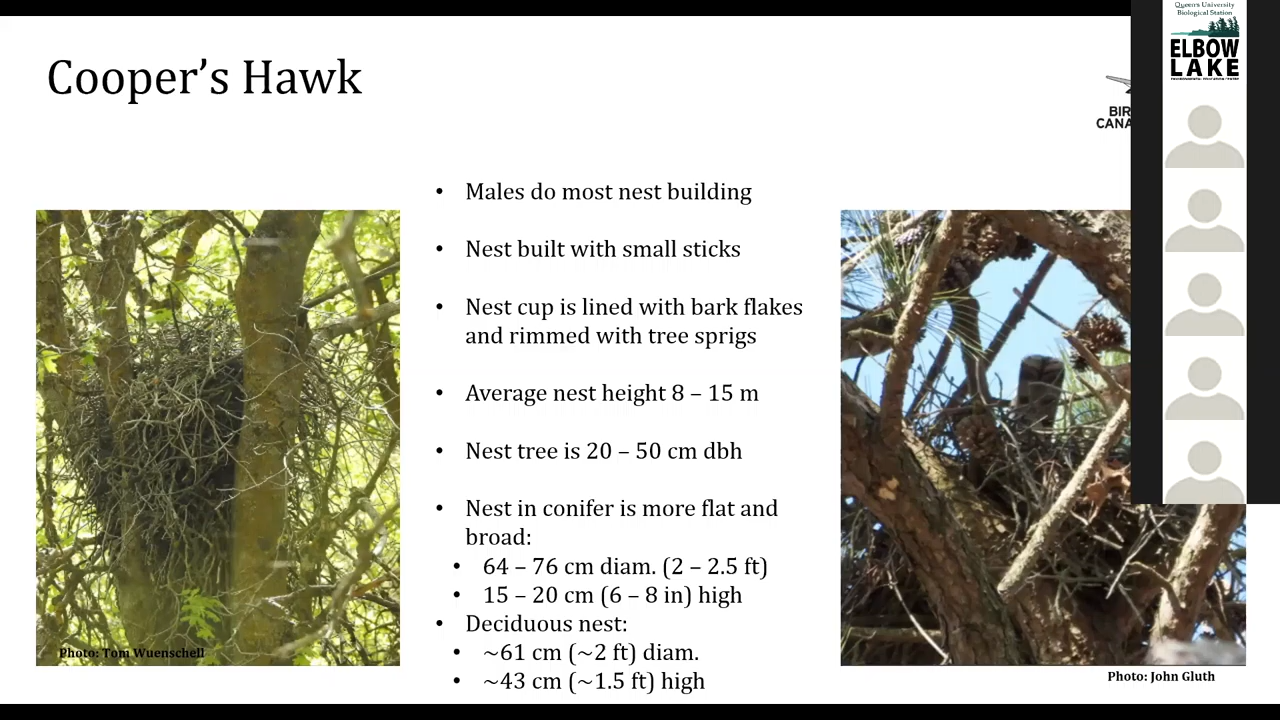 Cooper's Hawk
Queen's University
Biological Station
ELBOW
LAKE
• Males do most nest building
• Nest built with small sticks
• Nest cup is lined with bark flakes
and rimmed with tree sprigs
• Average nest height 8 – 15 m
• Nest tree is 20 – 50 cm dbh
• Nest in conifer is more flat and
broad:
• 64 – 76 cm diam. (2 – 2.5 ft)
• 15 – 20 cm (6 – 8 in) high
• Deciduous nest:
• ~61 cm (~2 ft) diam.
• ~43 cm (~1.5 ft) high
Photo: Tom Wuenschell
Photo: John Gluth